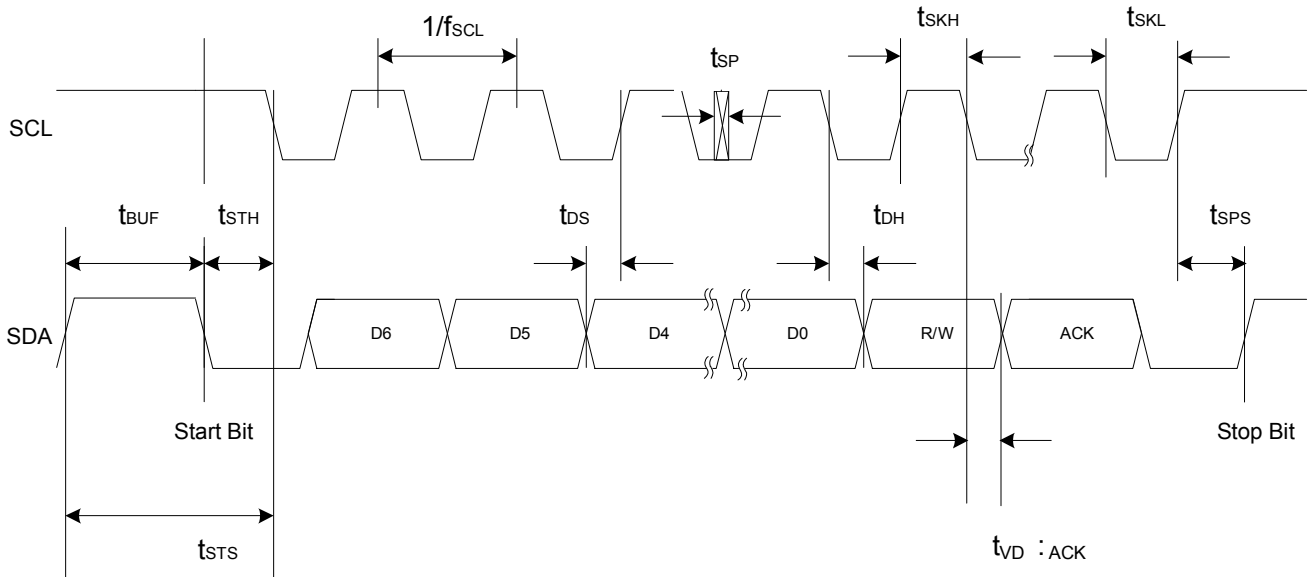 1/fSCL
tSP
tSKH
tSKL
SCL
tBUF
tSTH
tDS
tDH
tSPS
SDA
D6
D5
D4
D0
R/W
ACK
Start Bit
Stop Bit
tSTS
tVD : ACK